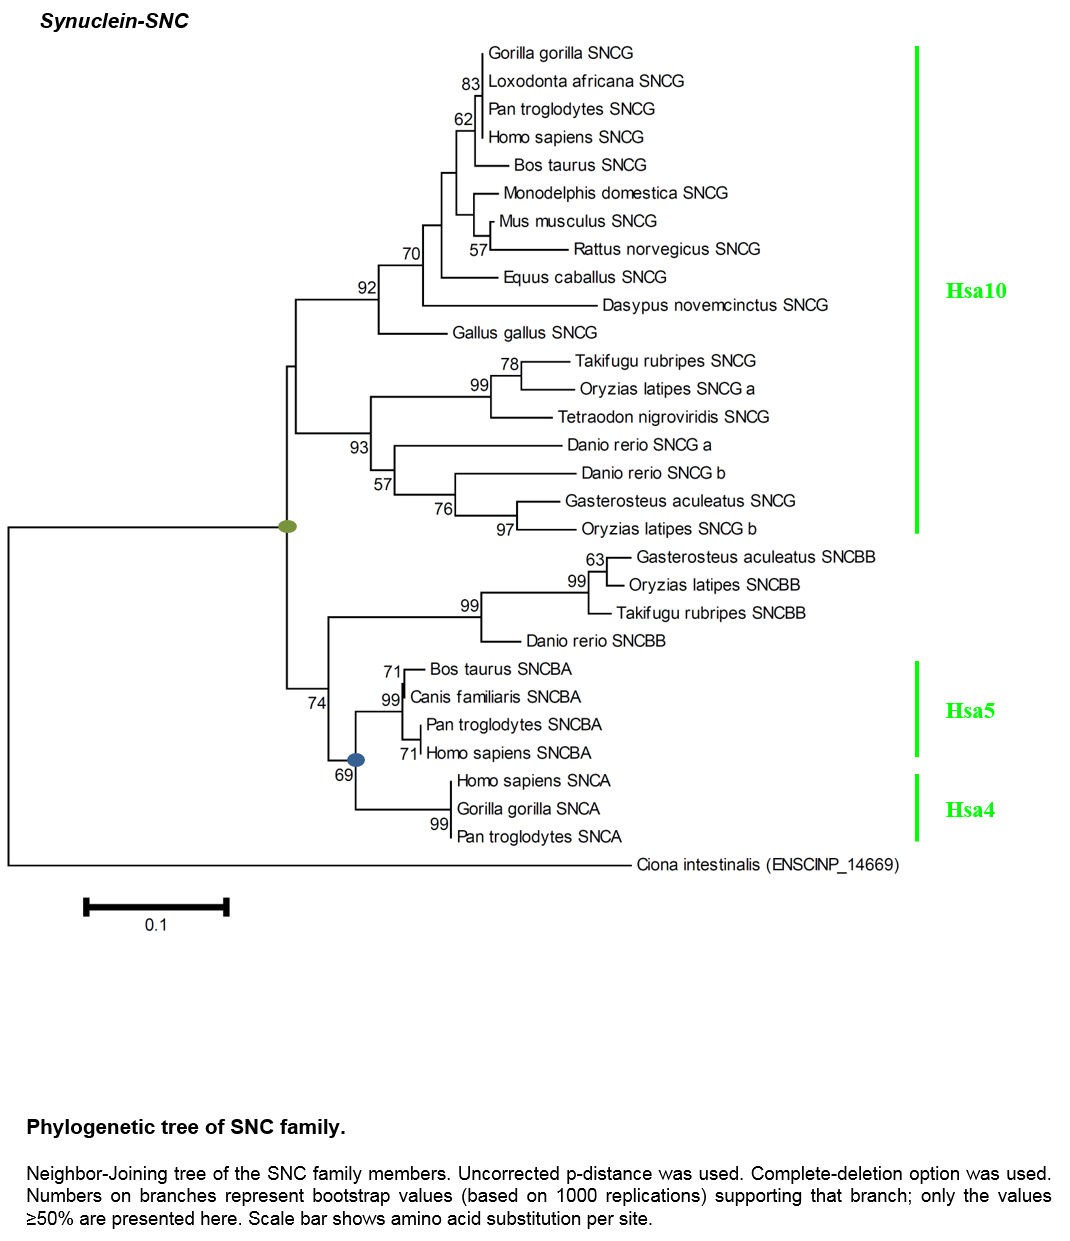 Synuclein-SNC
Gorilla gorilla SNCG
83
Loxodonta africana SNCG
Pan troglodytes SNCG
62
Homo sapiens SNCG
Bos taurus SNCG
Monodelphis domestica SNCG
Mus musculus SNCG
57
Rattus norvegicus SNCG
70
Equus caballus SNCG
92
Hsa10
Dasypus novemcinctus SNCG
Gallus gallus SNCG
78
Takifugu rubripes SNCG
99
Oryzias latipes SNCG a
Tetraodon nigroviridis SNCG
93
Danio rerio SNCG a
57
Danio rerio SNCG b
76
Gasterosteus aculeatus SNCG
97
Oryzias latipes SNCG b
63
Gasterosteus aculeatus SNCBB
99
Oryzias latipes SNCBB
99
Takifugu rubripes SNCBB
Danio rerio SNCBB
71
Bos taurus SNCBA
74
99
Canis familiaris SNCBA
Hsa5
Pan troglodytes SNCBA
71
Homo sapiens SNCBA
69
Homo sapiens SNCA
Gorilla gorilla SNCA
Hsa4
99
Pan troglodytes SNCA
Ciona intestinalis (ENSCINP_14669)
0.1
Phylogenetic tree of SNC family.
Neighbor-Joining tree of the SNC family members. Uncorrected p-distance was used. Complete-deletion option was used.
Numbers on branches represent bootstrap values (based on 1000 replications) supporting that branch; only the values
≥50% are presented here. Scale bar shows amino acid substitution per site.